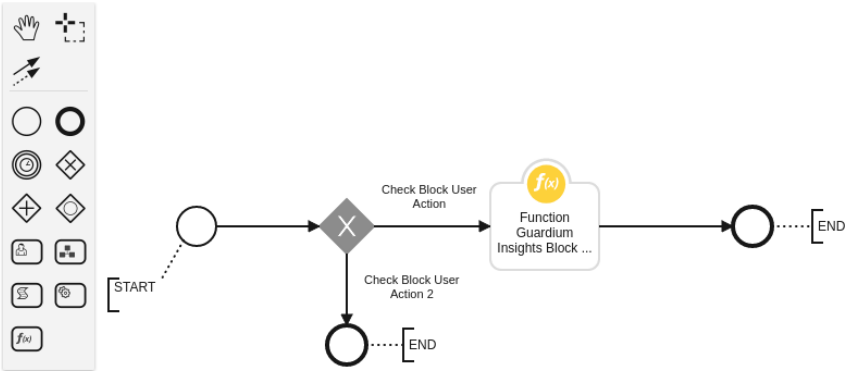 Check Block User
Action
f(x)
Function
Guardium
Insights Block ...
END
START
Check Block User
Action 2
END
f(x)